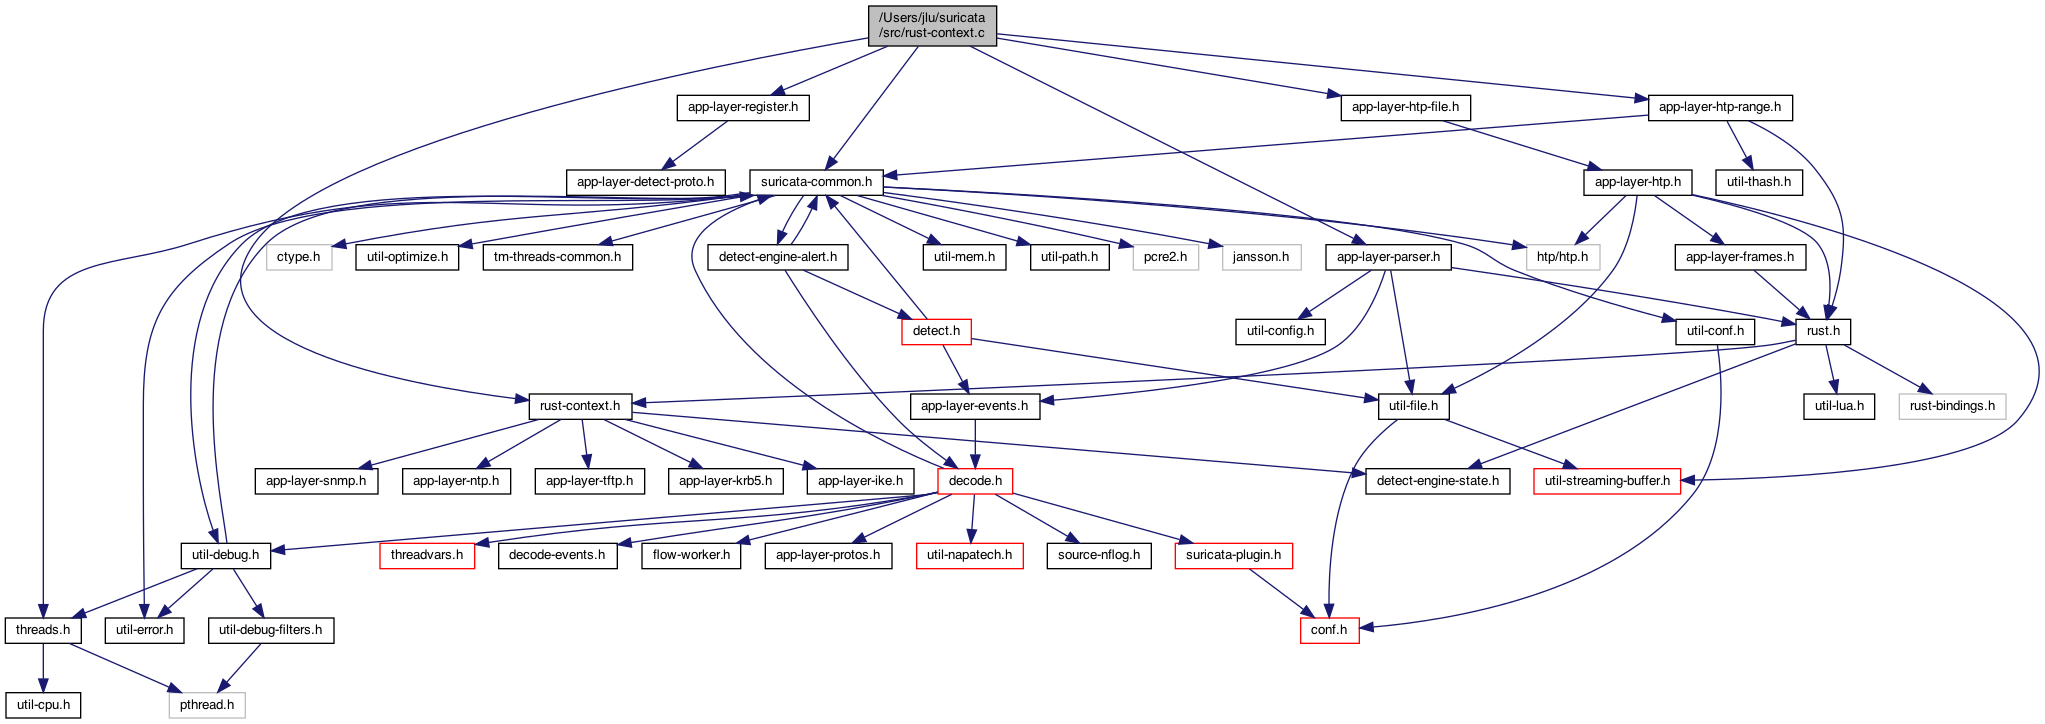 /Users/jlu/suricata
/src/rust-context.c
app-layer-register.h
app-layer-htp-file.h
app-layer-htp-range.h
app-layer-detect-proto.h
suricata-common.h
app-layer-htp.h
util-thash.h
ctype.h
util-optimize.h
tm-threads-common.h
detect-engine-alert.h
util-mem.h
util-path.h
pcre2.h
jansson.h
app-layer-parser.h
htp/htp.h
app-layer-frames.h
detect.h
util-config.h
util-conf.h
rust.h
rust-context.h
app-layer-events.h
util-file.h
util-lua.h
rust-bindings.h
app-layer-snmp.h
app-layer-ntp.h
app-layer-tftp.h
app-layer-krb5.h
app-layer-ike.h
decode.h
detect-engine-state.h
util-streaming-buffer.h
util-debug.h
threadvars.h
decode-events.h
flow-worker.h
app-layer-protos.h
util-napatech.h
source-nflog.h
suricata-plugin.h
threads.h
util-error.h
util-debug-filters.h
conf.h
util-cpu.h
pthread.h